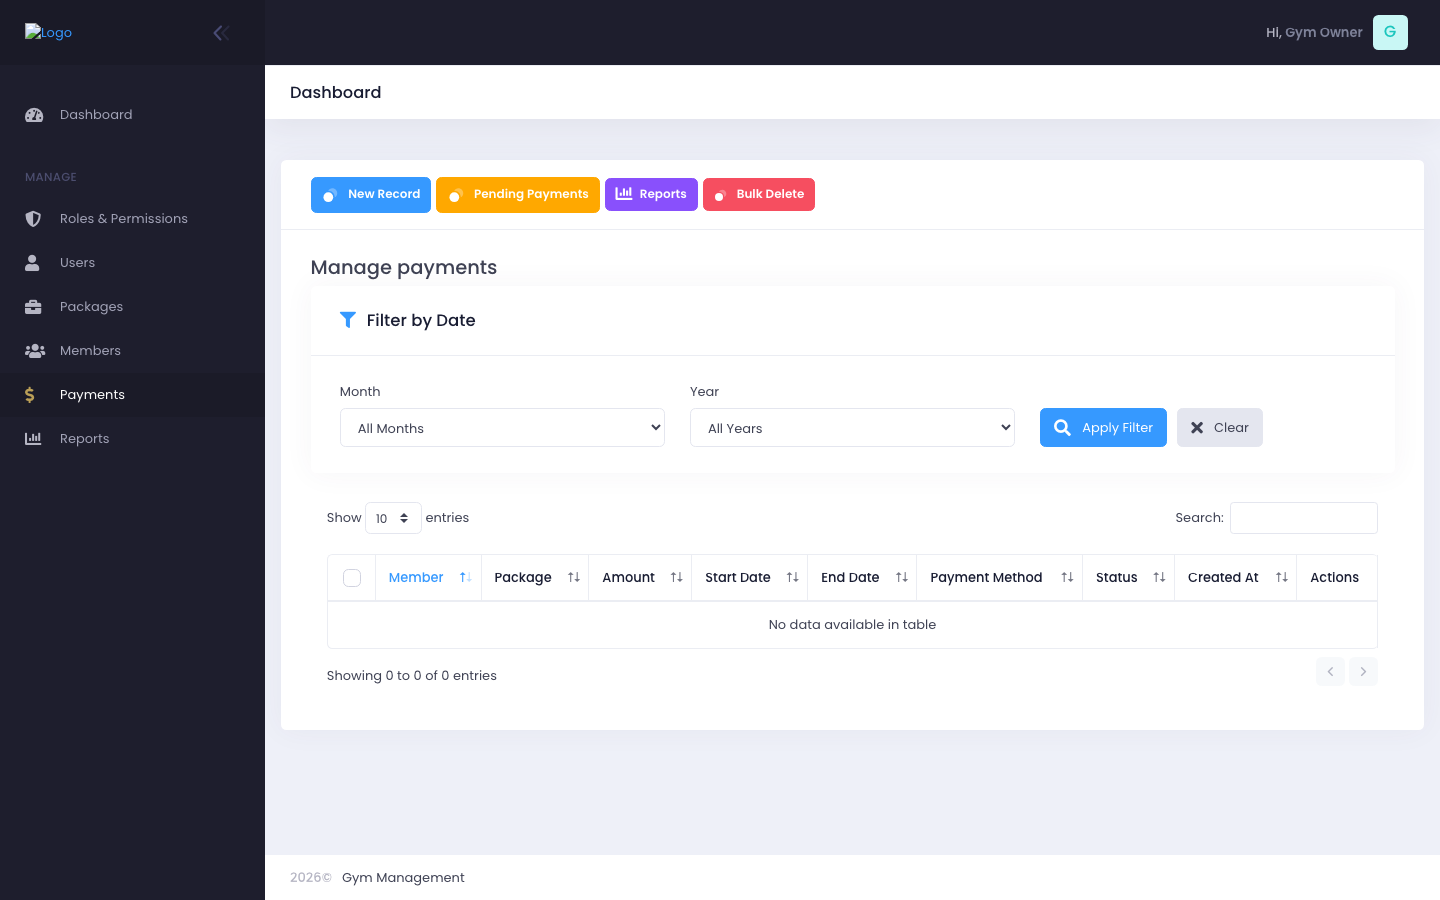 Logo
Hi, Gym Owner
G
Dashboard
Dashboard
MANAGE
Roles & Permissions
Users
Packages
Members
Payments
Reports
New Record
Pending Payments
Reports
Bulk Delete
Manage payments
Filter by Date
Month
Year
All Months
All Years
Apply Filter
Clear
Show 10 entries
Search:
Member Package Amount Start Date End Date Payment Method Status Created At Actions
No data available in table
Showing 0 to 0 of 0 entries
2026© Gym Management